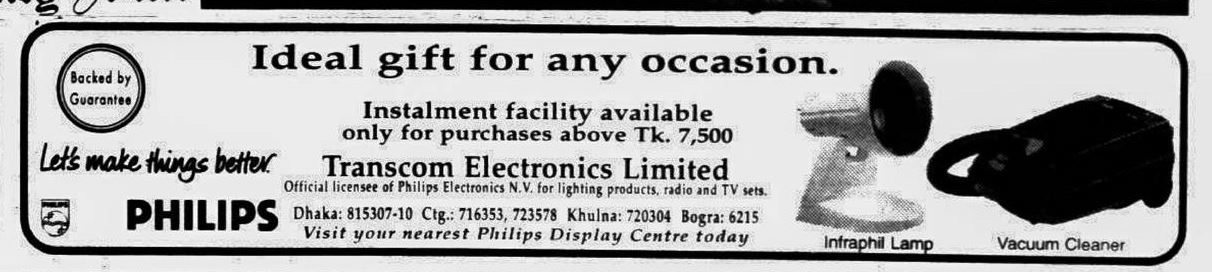 Ideal gift for any occasion.
Backed by
Guarantee
Instalment facility available
only for purchases above Tk. 7,500
Let's make things better.
Transcom Electronics Limited
Official licensee of Philips Electronics N.V. for lighting products, radio and TV sets.
PHILIPS
PHILIPS
Dhaka: 815307-10 Ctg.: 716353, 723578 Khulna: 720304 Bogra: 6215
Visit your nearest Philips Display Centre today
Infraphil Lamp
Vacuum Cleaner